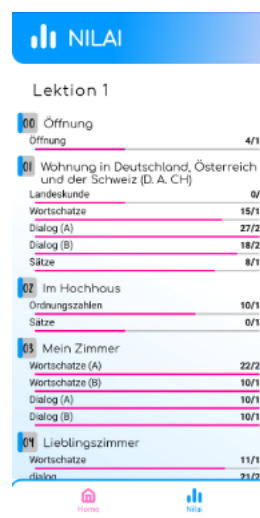 NILAI
Lektion 1
00 Öffnung
Öffnung 4/1
01 Wohnung in Deutschland, Österreich
und der Schweiz (D. A. CH)
Landeskunde 0/
Wortschatze 15/1
Dialog (A) 27/2
Dialog (B) 18/2
Sätze 8/1
02 Im Hochhaus
Ordnungszahlen 10/1
Sätze 0/1
03 Mein Zimmer
Wortschatze (A) 22/2
Wortschatze (B) 10/1
Dialog (A) 10/1
Dialog (B) 10/1
04 Lieblingszimmer
Wortschatze 11/1
dialog 21/2
Home Nilai